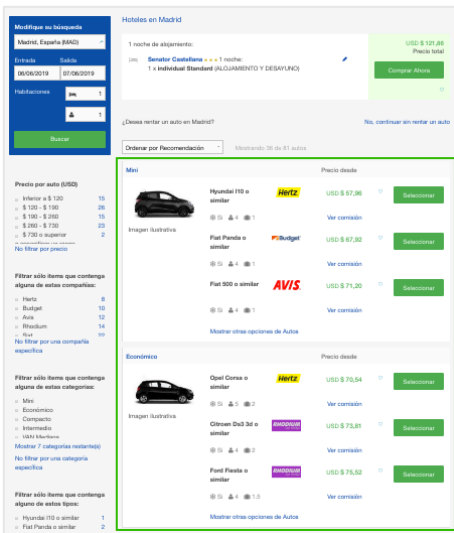 Modifique su búsqueda
Madrid, España (MAD)
Entrada Salida
06/06/2019 07/06/2019
Habitaciones
1
1
Buscar
Precio por auto (USD)
Inferior a $ 120 15
$ 120 - $ 190 26
$ 190 - $ 260 15
$ 260 - $ 730 23
$ 730 o superior 2
No filtrar por precio
Filtrar sólo items que contenga
alguna de estas compañías:
Hertz 8
Budget 10
Avis 12
Rhodium 14
No filtrar por una compañía
específica
Filtrar sólo items que contenga
alguna de estas categorías:
Mini
Económico
Compacto
Intermedio
Mostrar 7 categorías restante(s)
No filtrar por una categoría
específica
Filtrar sólo items que contenga
alguno de estos tipos:
Hyundai I10 o similar 1
Fiat Panda o similar 2
Hoteles en Madrid
1 noche de alojamiento:
Senator Castellana 1 noche:
1 x Individual Standard (ALOJAMIENTO Y DESAYUNO)
USD $ 121,86
Precio total
Comprar Ahora
¿Desea rentar un auto en Madrid?
No, continuar sin rentar un auto
Ordenar por Recomendación
Mostrando 26 de 81 autos
Mini Precio desde
Imagen ilustrativa
Hyundai I10 o
similar
Hertz
USD $ 57,96
Seleccionar
Si 4 1
Ver comisión
Fiat Panda o
similar
Budget
USD $ 67,92
Seleccionar
Si 4 1
Ver comisión
Fiat 500 o similar
AVIS
USD $ 71,20
Seleccionar
Si 4 1
Ver comisión
Mostrar otras opciones de Autos
Económico Precio desde
Imagen ilustrativa
Opel Corsa o
similar
Hertz
USD $ 70,54
Seleccionar
Si 5 2
Ver comisión
Citroen Ds3 3d o
similar
RHODIUM
USD $ 73,81
Seleccionar
Si 4 2
Ver comisión
Ford Fiesta o
similar
RHODIUM
USD $ 75,52
Seleccionar
Si 4 1.5
Ver comisión
Mostrar otras opciones de Autos